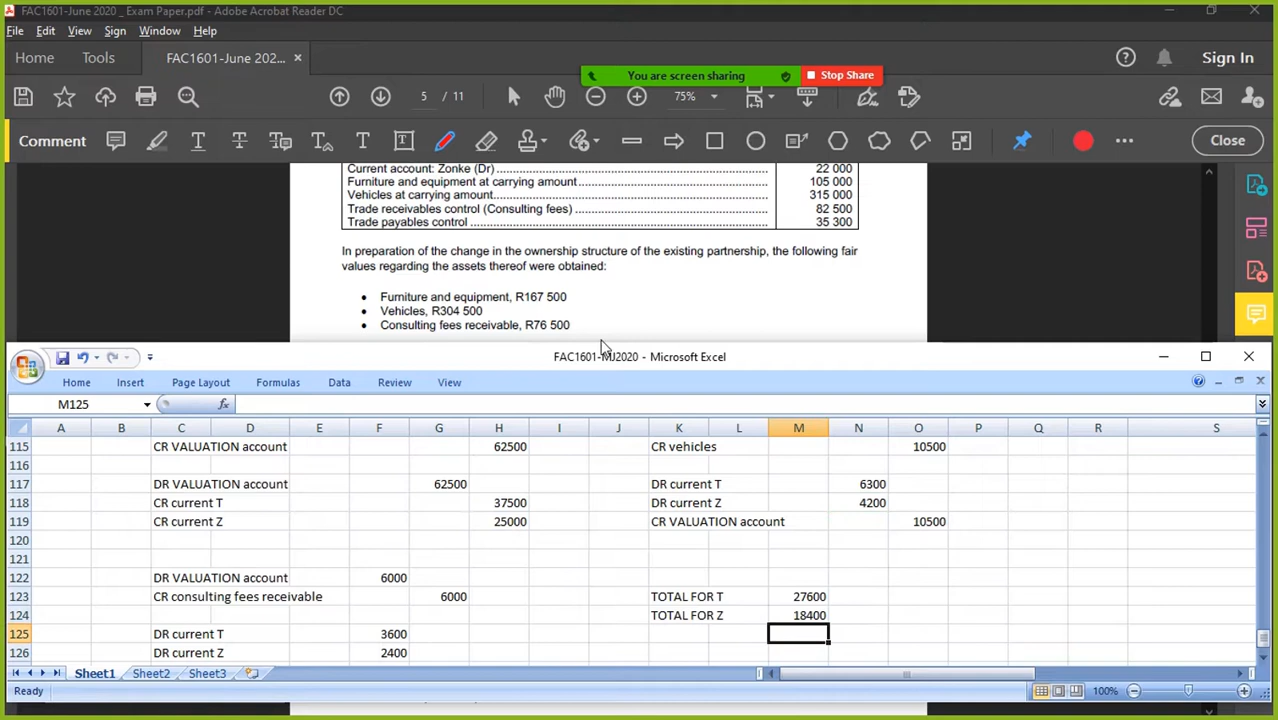 FAC1601-June 2020 _ Exam Paper.pdf - Adobe Acrobat Reader DC
File Edit View Sign Window Help
Home Tools FAC1601-June 202... × Sign In
You are screen sharing Stop Share
5 / 11 75%
Comment Close
Current account: Zonke (Dr) 22 000
Furniture and equipment at carrying amount 105 000
Vehicles at carrying amount 315 000
Trade receivables control (Consulting fees) 82 500
Trade payables control 35 300
In preparation of the change in the ownership structure of the existing partnership, the following fair
values regarding the assets thereof were obtained:
• Furniture and equipment, R167 500
• Vehicles, R304 500
• Consulting fees receivable, R76 500
FAC1601-MJ2020 - Microsoft Excel
Home Insert Page Layout Formulas Data Review View
M125 fx
A B C D E F G H I J K L M N O P Q R S
115 CR VALUATION account 62500 CR vehicles 10500
116
117 DR VALUATION account 62500 DR current T 6300
118 CR current T 37500 DR current Z 4200
119 CR current Z 25000 CR VALUATION account 10500
120
121
122 DR VALUATION account 6000
123 CR consulting fees receivable 6000 TOTAL FOR T 27600
124 TOTAL FOR Z 18400
125 DR current T 3600
126 DR current Z 2400
Sheet1 Sheet2 Sheet3
Ready 100%